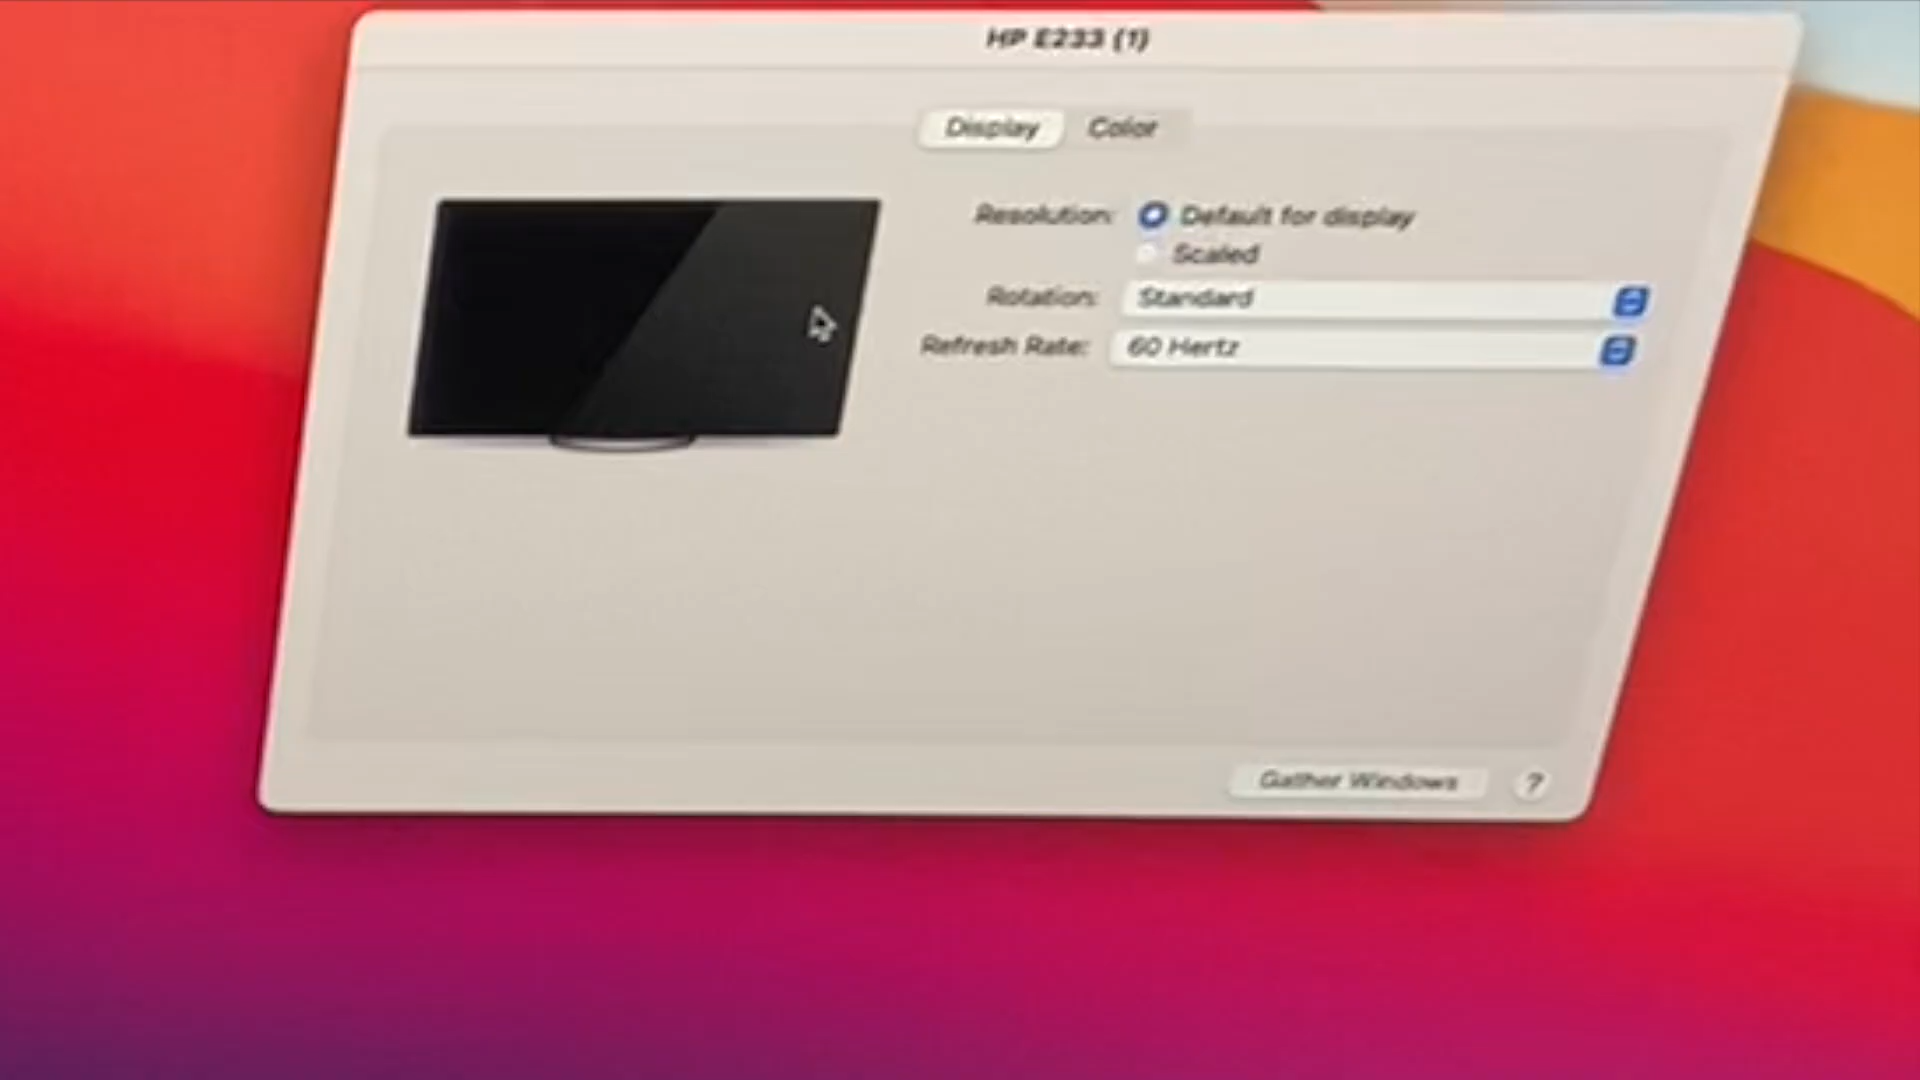 HP E233 (1)
Display Color
Resolution: Default for display
Scaled
Rotation: Standard
Refresh Rate: 60 Hertz
Gather Windows ?